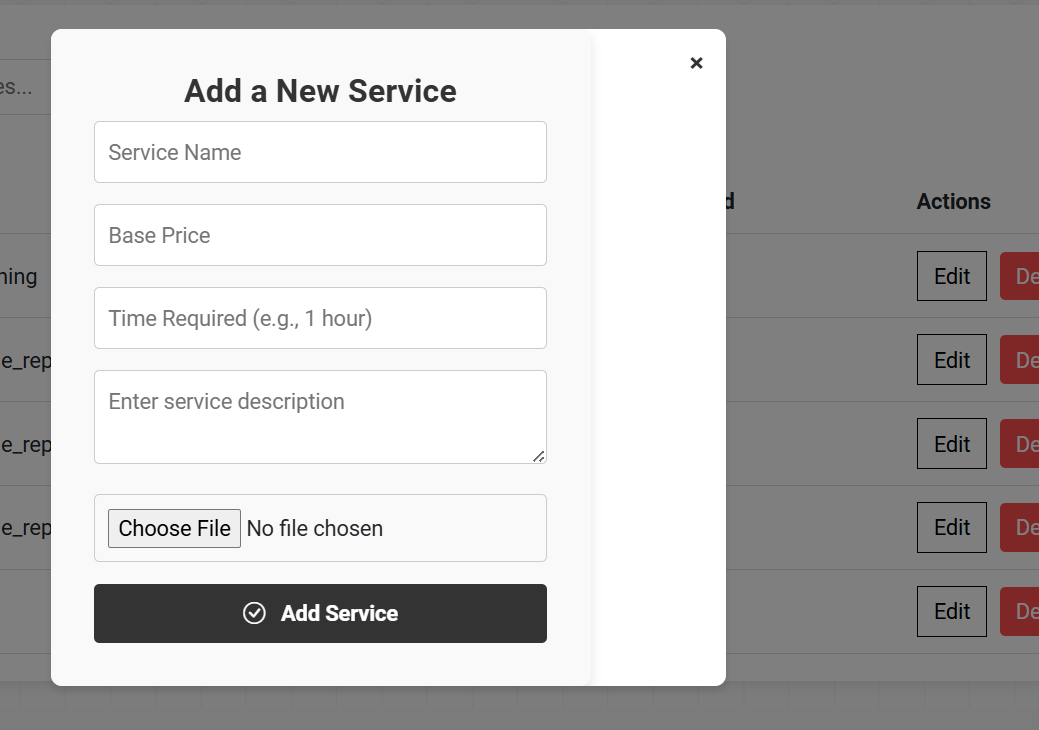 es...
×
Add a New Service
Service Name
Base Price
Time Required (e.g., 1 hour)
Enter service description
Choose File No file chosen
Add Service
d
Actions
ning
Edit
De
e_rep
Edit
De
e_rep
Edit
De
e_rep
Edit
De
Edit
De